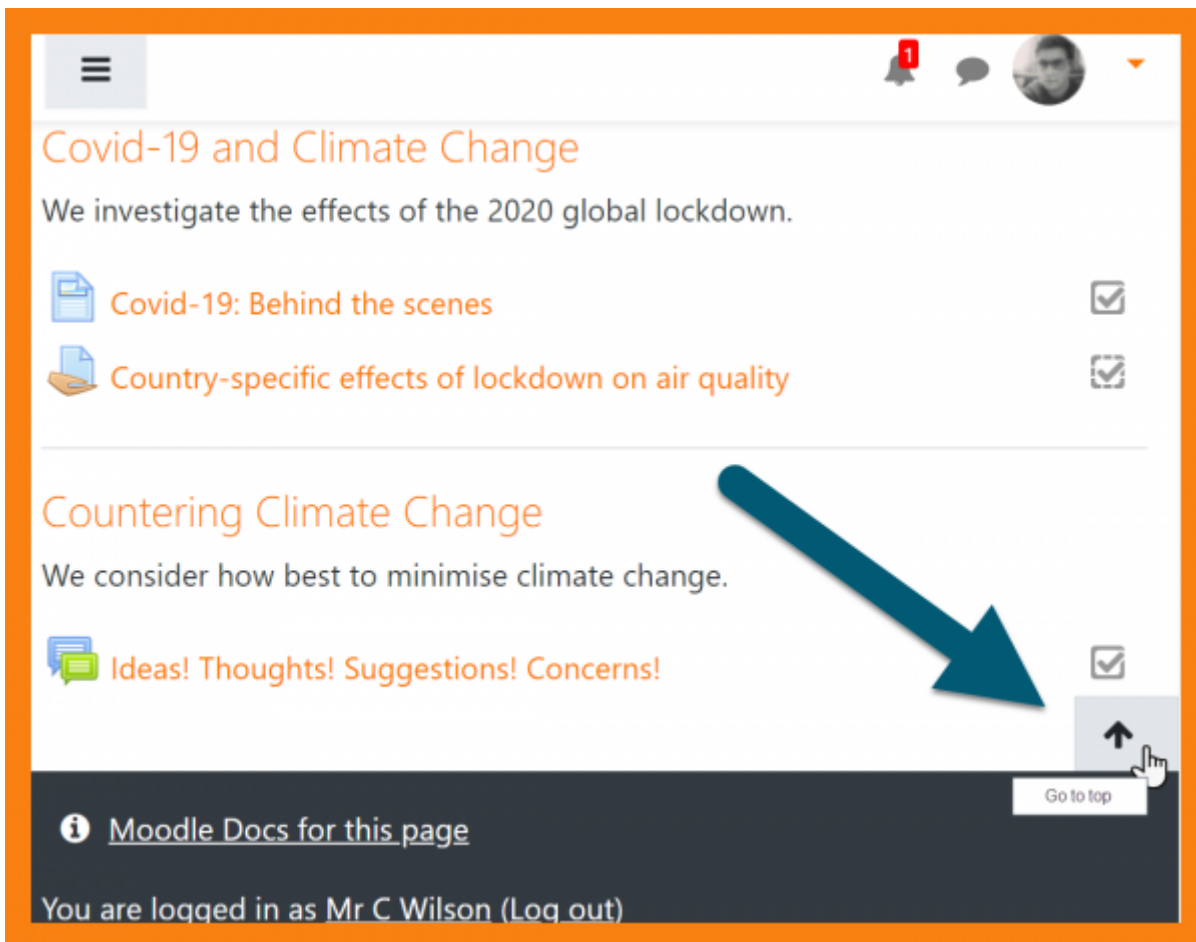 1
Covid-19 and Climate Change
We investigate the effects of the 2020 global lockdown.
Covid-19: Behind the scenes
Country-specific effects of lockdown on air quality
Countering Climate Change
We consider how best to minimise climate change.
Ideas! Thoughts! Suggestions! Concerns!
Go to top
Moodle Docs for this page
You are logged in as Mr C Wilson (Log out)